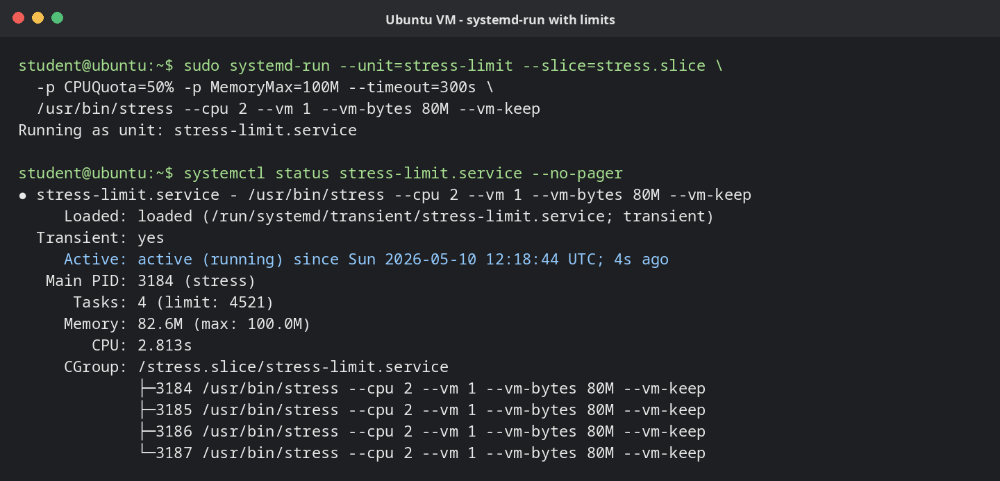 Ubuntu VM - systemd-run with limits
student@ubuntu:~$ sudo systemd-run --unit=stress-limit --slice=stress.slice \
  -p CPUQuota=50% -p MemoryMax=100M --timeout=300s \
  /usr/bin/stress --cpu 2 --vm 1 --vm-bytes 80M --vm-keep
Running as unit: stress-limit.service

student@ubuntu:~$ systemctl status stress-limit.service --no-pager
● stress-limit.service - /usr/bin/stress --cpu 2 --vm 1 --vm-bytes 80M --vm-keep
     Loaded: loaded (/run/systemd/transient/stress-limit.service; transient)
  Transient: yes
     Active: active (running) since Sun 2026-05-10 12:18:44 UTC; 4s ago
   Main PID: 3184 (stress)
      Tasks: 4 (limit: 4521)
     Memory: 82.6M (max: 100.0M)
        CPU: 2.813s
     CGroup: /stress.slice/stress-limit.service
             ├─3184 /usr/bin/stress --cpu 2 --vm 1 --vm-bytes 80M --vm-keep
             ├─3185 /usr/bin/stress --cpu 2 --vm 1 --vm-bytes 80M --vm-keep
             ├─3186 /usr/bin/stress --cpu 2 --vm 1 --vm-bytes 80M --vm-keep
             └─3187 /usr/bin/stress --cpu 2 --vm 1 --vm-bytes 80M --vm-keep